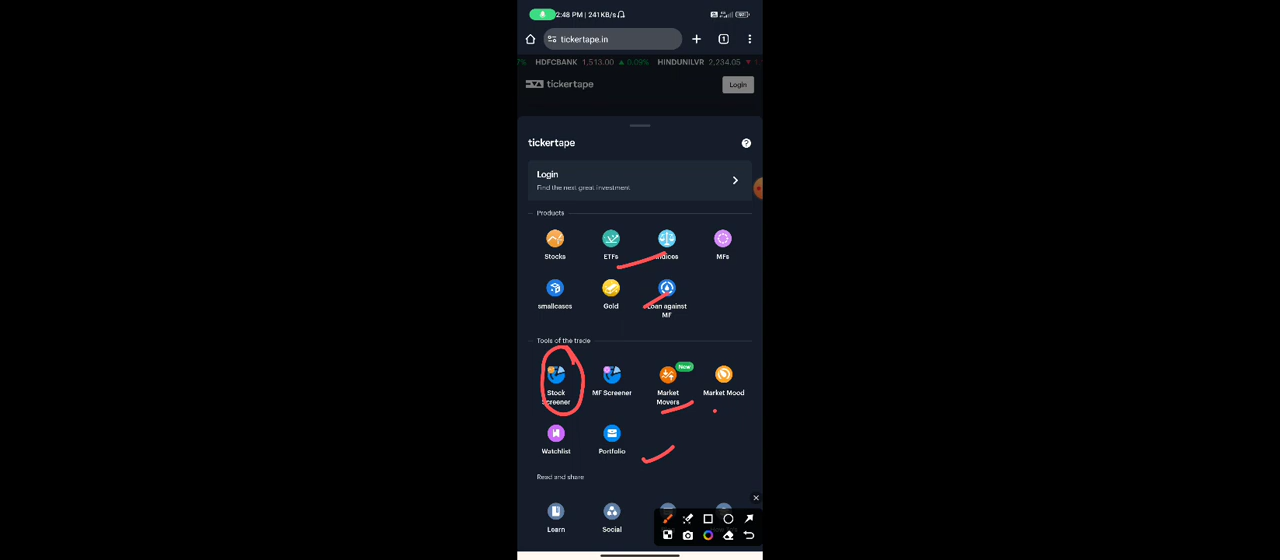 2:48 PM | 241KB/s
tickertape.in
1
7% HDFCBANK 1,513.00 ▲ 0.09% HINDUNILVR 2,234.05 ▼
tickertape
Login
tickertape
?
Login
Find the next great investment
Products
Stocks ETFs Indices MFs
smallcases Gold Loan against
MF
Tools of the trade
New
Stock MF Screener Market Market Mood
Screener Movers
Watchlist Portfolio
Read and share
Learn Social